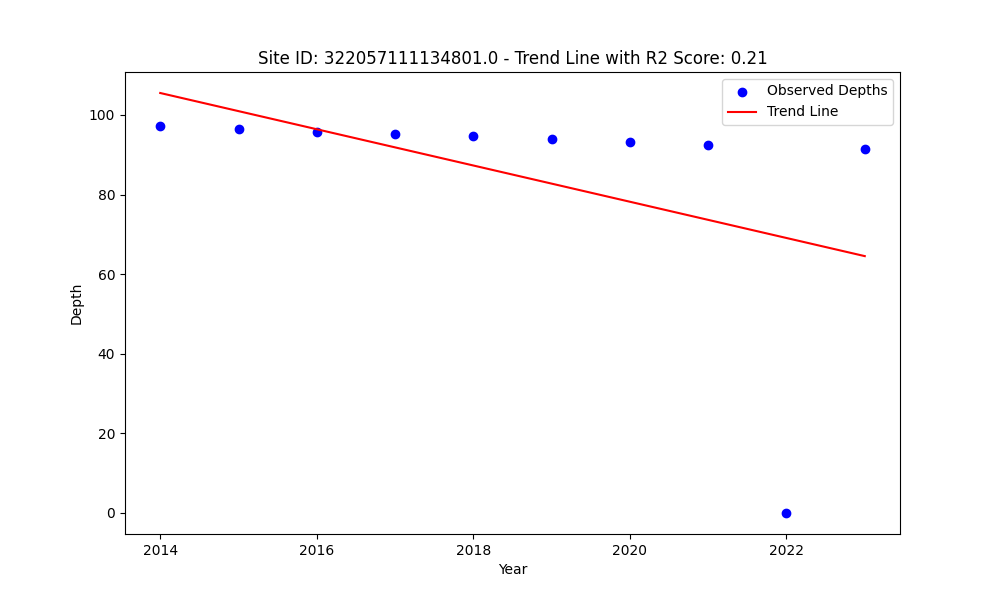 Site ID: 322057111134801.0 - Trend Line with R2 Score: 0.21
Observed Depths
Trend Line
100
80
60
40
20
0
Depth
2014
2016
2018
2020
2022
Year